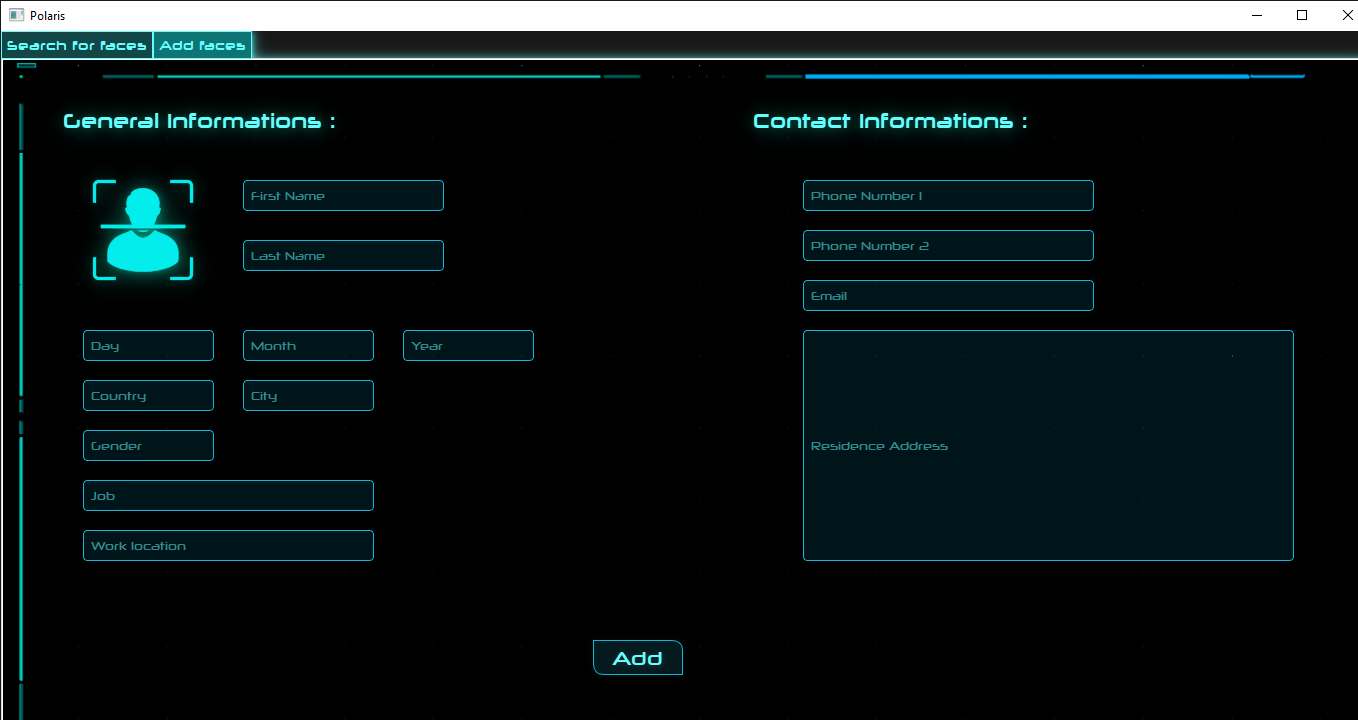 Polaris
Search for faces Add faces
General Informations :
First Name
Last Name
Day Month Year
Country City
Gender
Job
Work location
Contact Informations :
Phone Number 1
Phone Number 2
Email
Residence Address
Add